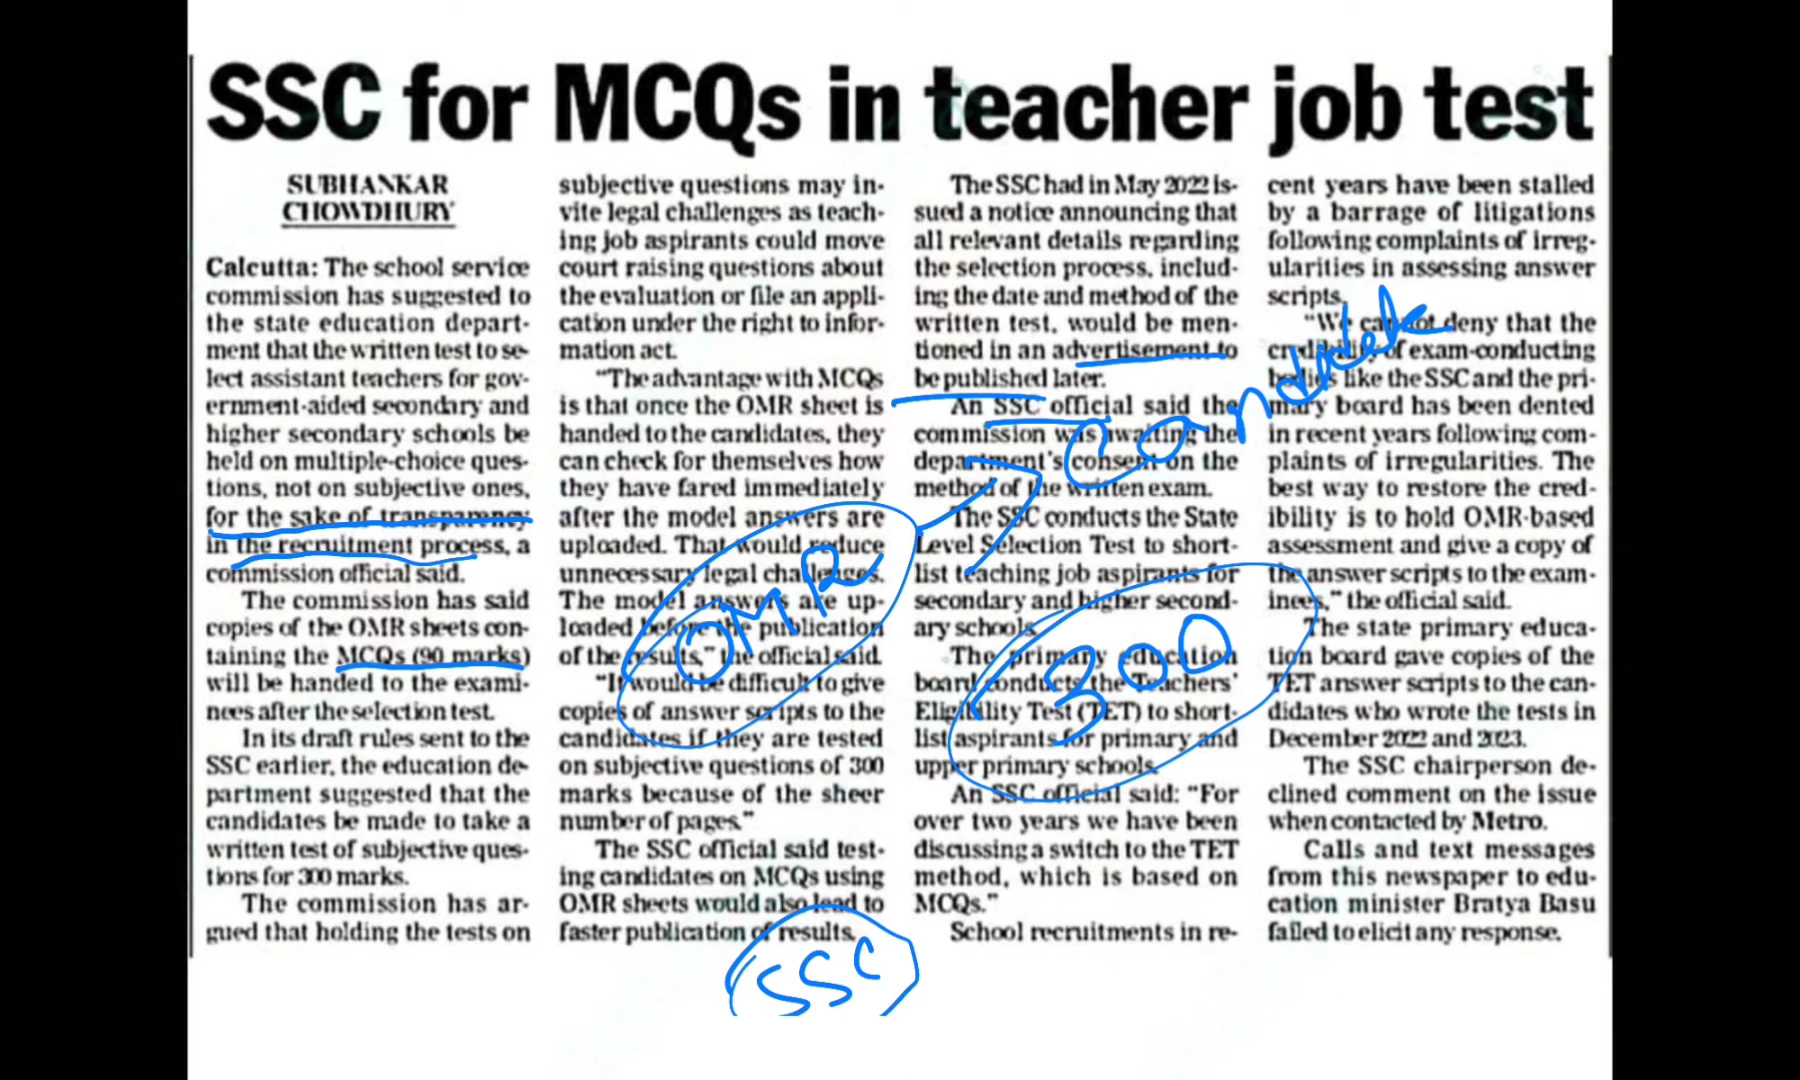 SSC for MCQs in teacher job test
SUBHANKAR
CHOWDHURY
Calcutta: The school service
commission has suggested to
the state education depart-
ment that the written test to se-
lect assistant teachers for gov-
ernment-aided secondary and
higher secondary schools be
held on multiple-choice ques-
tions, not on subjective ones,
for the sake of transparency
in the recruitment process, a
commission official said.
The commission has said
copies of the OMR sheets con-
taining the MCQs (90 marks)
will be handed to the exami-
nees after the selection test.
In its draft rules sent to the
SSC earlier, the education de-
partment suggested that the
candidates be made to take a
written test of subjective ques-
tions for 300 marks.
The commission has ar-
gued that holding the tests on
subjective questions may in-
vite legal challenges as teach-
ing job aspirants could move
court raising questions about
the evaluation or file an appli-
cation under the right to infor-
mation act.
"The advantage with MCQs
is that once the OMR sheet is
handed to the candidates, they
can check for themselves how
they have fared immediately
after the model answers are
uploaded. That would reduce
unnecessary legal challenges.
The model answers are up-
loaded before the publication
of the results," the official said.
"It would be difficult to give
copies of answer scripts to the
candidates if they are tested
on subjective questions of 300
marks because of the sheer
number of pages."
The SSC official said test-
ing candidates on MCQs using
OMR sheets would also lead to
faster publication of results.
The SSC had in May 2022 is-
sued a notice announcing that
all relevant details regarding
the selection process, includ-
ing the date and method of the
written test, would be men-
tioned in an advertisement to
be published later.
An SSC official said the
commission was awaiting the
department's consent on the
method of the written exam.
The SSC conducts the State
Level Selection Test to short-
list teaching job aspirants for
secondary and higher second-
ary schools.
The primary education
board conducts the Teachers'
Eligibility Test (TET) to short-
list aspirants for primary and
upper primary schools.
An SSC official said: "For
over two years we have been
discussing a switch to the TET
method, which is based on
MCQs."
School recruitments in re-
cent years have been stalled
by a barrage of litigations
following complaints of irreg-
ularities in assessing answer
scripts.
"We cannot deny that the
credibility of exam-conducting
bodies like the SSC and the pri-
mary board has been dented
in recent years following com-
plaints of irregularities. The
best way to restore the cred-
ibility is to hold OMR-based
assessment and give a copy of
the answer scripts to the exam-
inees," the official said.
The state primary educa-
tion board gave copies of the
TET answer scripts to the can-
didates who wrote the tests in
December 2022 and 2023.
The SSC chairperson de-
clined comment on the issue
when contacted by Metro.
Calls and text messages
from this newspaper to edu-
cation minister Bratya Basu
failed to elicit any response.
OMR
300
SSC